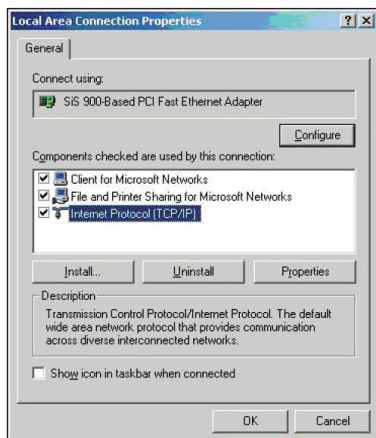 Local Area Connection Properties
General
Connect using:
SiS 900-Based PCI Fast Ethernet Adapter
Configure
Components checked are used by this connection:
Client for Microsoft Networks
File and Printer Sharing for Microsoft Networks
Internet Protocol (TCP/IP)
Install... Uninstall Properties
Description
Transmission Control Protocol/Internet Protocol. The default
wide area network protocol that provides communication
across diverse interconnected networks.
Show icon in taskbar when connected
OK Cancel